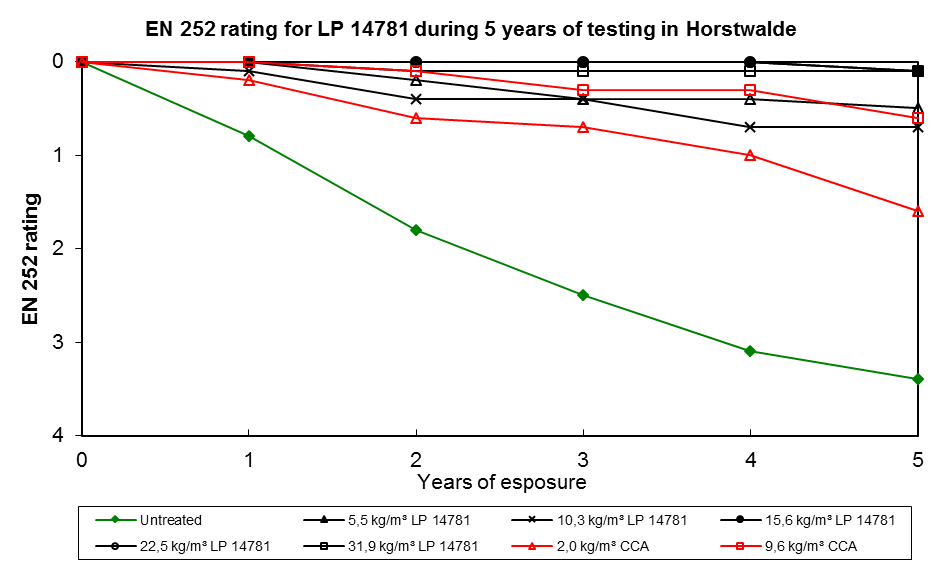 EN 252 rating for LP 14781 during 5 years of testing in Horstwalde
0
1
2
3
4
EN 252 rating
0 1 2 3 4 5
Years of esposure
Untreated 5,5 kg/m³ LP 14781 10,3 kg/m³ LP 14781 15,6 kg/m³ LP 14781
22,5 kg/m³ LP 14781 31,9 kg/m³ LP 14781 2,0 kg/m³ CCA 9,6 kg/m³ CCA